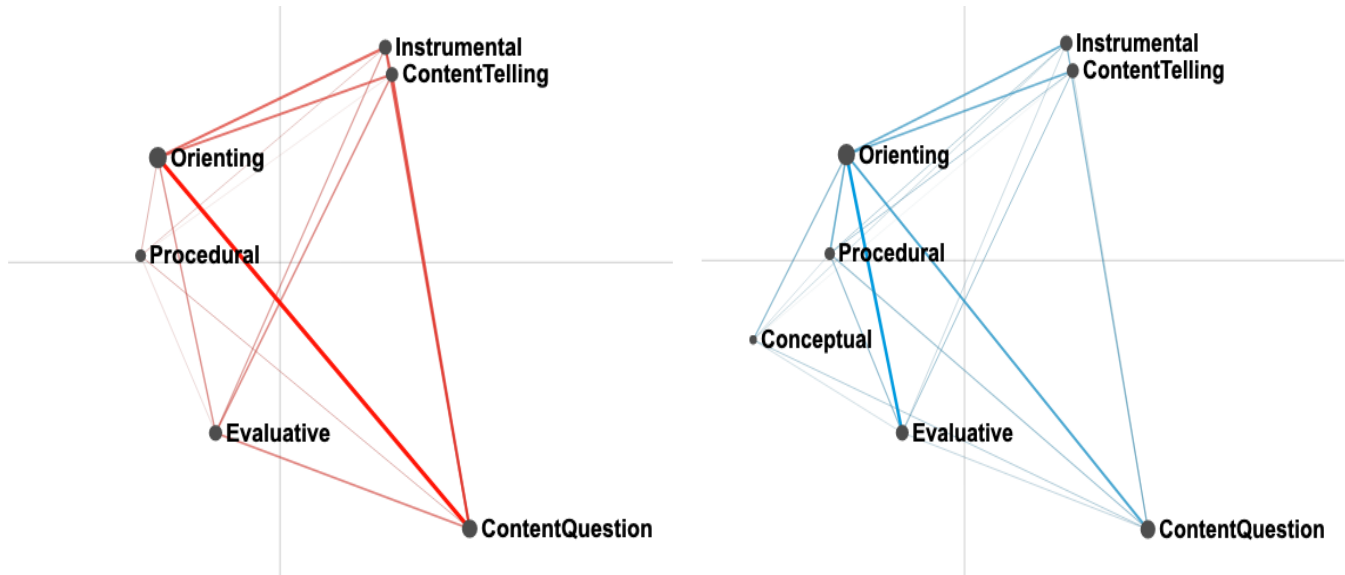 Instrumental
ContentTelling
Orienting
Procedural
Evaluative
ContentQuestion
Instrumental
ContentTelling
Orienting
Procedural
Conceptual
Evaluative
ContentQuestion